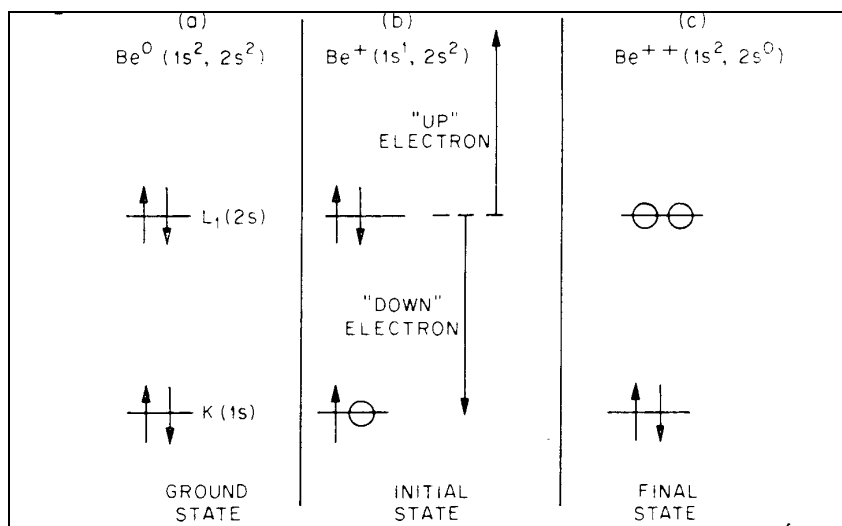 (a)
Be⁰ (1s², 2s²)
L₁(2s)
K(1s)
GROUND
STATE
(b)
Be⁺ (1s¹, 2s²)
"UP"
ELECTRON
"DOWN"
ELECTRON
INITIAL
STATE
(c)
Be⁺⁺ (1s², 2s⁰)
FINAL
STATE